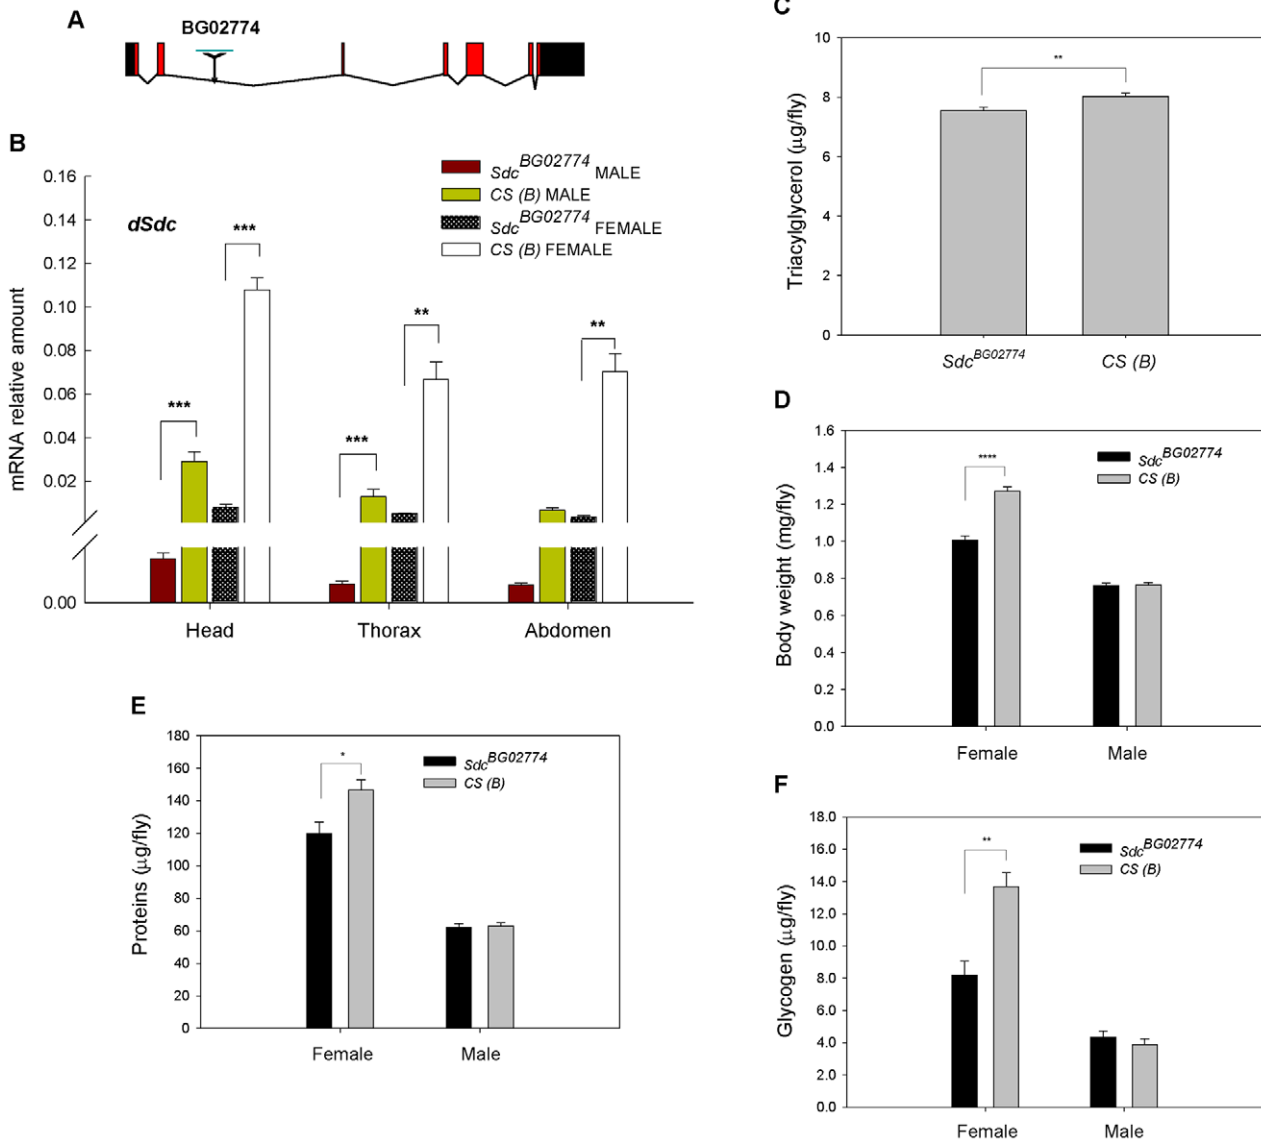 A
BG02774
B
dSdc
mRNA relative amount
0.16
0.14
0.12
0.10
0.08
0.06
0.04
0.02
0.00
Sdc^BG02774 MALE
CS (B) MALE
Sdc^BG02774 FEMALE
CS (B) FEMALE
***
***
***
**
**
Head Thorax Abdomen
C
Triacylglycerol (μg/fly)
10
8
6
4
2
0
**
Sdc^BG02774 CS (B)
D
Body weight (mg/fly)
1.6
1.4
1.2
1.0
0.8
0.6
0.4
0.2
0.0
****
Sdc^BG02774
CS (B)
Female Male
E
Proteins (μg/fly)
180
160
140
120
100
80
60
40
20
0
*
Sdc^BG02774
CS (B)
Female Male
F
Glycogen (μg/fly)
18.0
16.0
14.0
12.0
10.0
8.0
6.0
4.0
2.0
0.0
**
Sdc^BG02774
CS (B)
Female Male